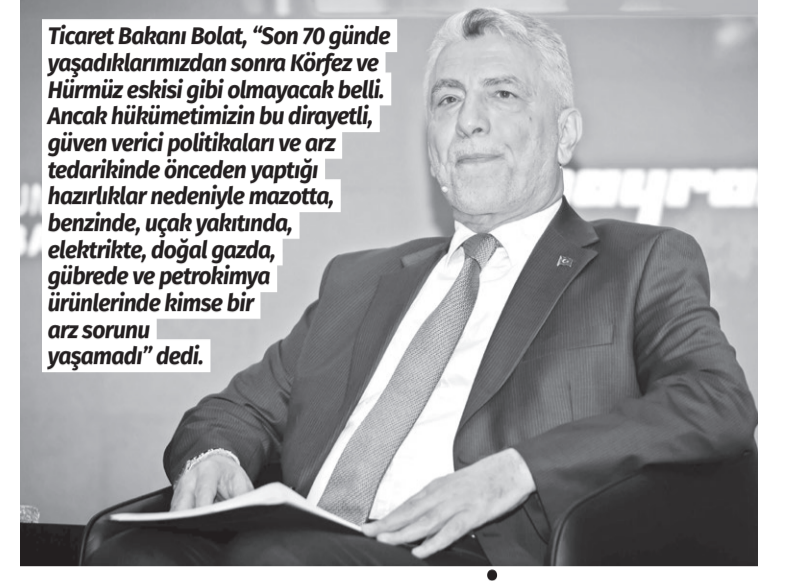 Ticaret Bakanı Bolat, “Son 70 günde
yaşadıklarımızdan sonra Körfez ve
Hürmüz eskisi gibi olmayacak belli.
Ancak hükümetimizin bu dirayetli,
güven verici politikaları ve arz
tedarikinde önceden yaptığı
hazırlıklar nedeniyle mazotta,
benzinde, uçak yakıtında,
elektrikte, doğal gazda,
gübrede ve petrokimya
ürünlerinde kimse bir
arz sorunu
yaşamadı” dedi.